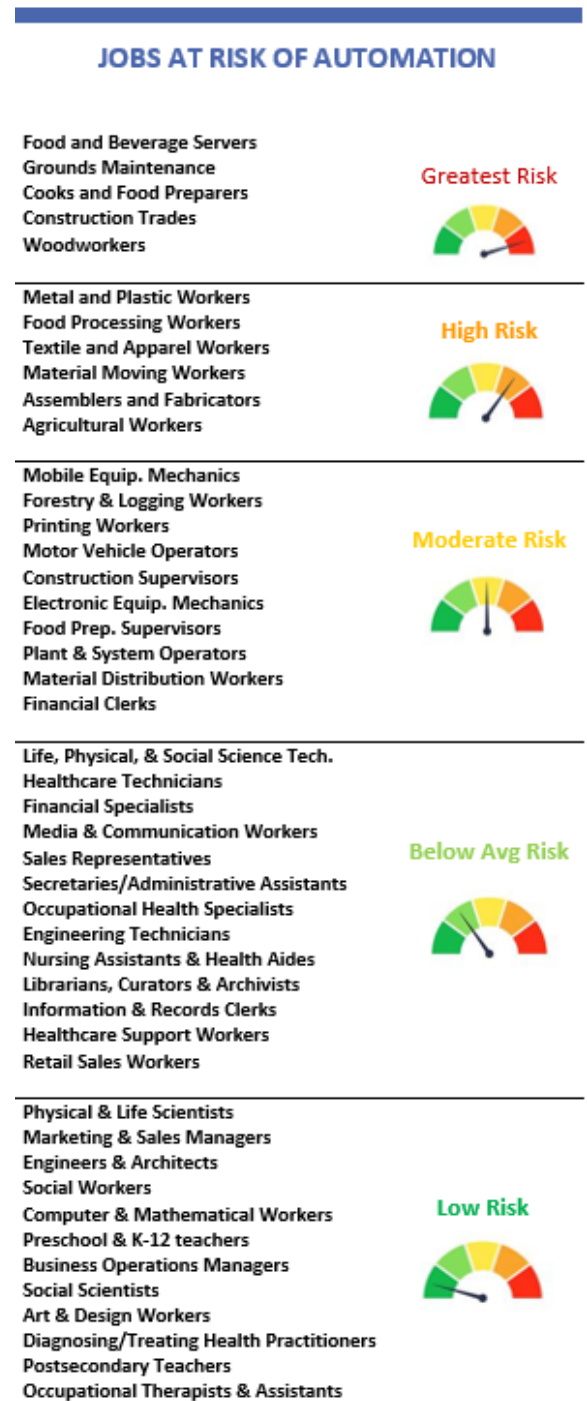 JOBS AT RISK OF AUTOMATION
Food and Beverage Servers
Grounds Maintenance
Cooks and Food Preparers
Construction Trades
Woodworkers
Greatest Risk
Metal and Plastic Workers
Food Processing Workers
Textile and Apparel Workers
Material Moving Workers
Assemblers and Fabricators
Agricultural Workers
High Risk
Mobile Equip. Mechanics
Forestry & Logging Workers
Printing Workers
Motor Vehicle Operators
Construction Supervisors
Electronic Equip. Mechanics
Food Prep. Supervisors
Plant & System Operators
Material Distribution Workers
Financial Clerks
Moderate Risk
Life, Physical, & Social Science Tech.
Healthcare Technicians
Financial Specialists
Media & Communication Workers
Sales Representatives
Secretaries/Administrative Assistants
Occupational Health Specialists
Engineering Technicians
Nursing Assistants & Health Aides
Librarians, Curators & Archivists
Information & Records Clerks
Healthcare Support Workers
Retail Sales Workers
Below Avg Risk
Physical & Life Scientists
Marketing & Sales Managers
Engineers & Architects
Social Workers
Computer & Mathematical Workers
Preschool & K-12 teachers
Business Operations Managers
Social Scientists
Art & Design Workers
Diagnosing/Treating Health Practitioners
Postsecondary Teachers
Occupational Therapists & Assistants
Low Risk